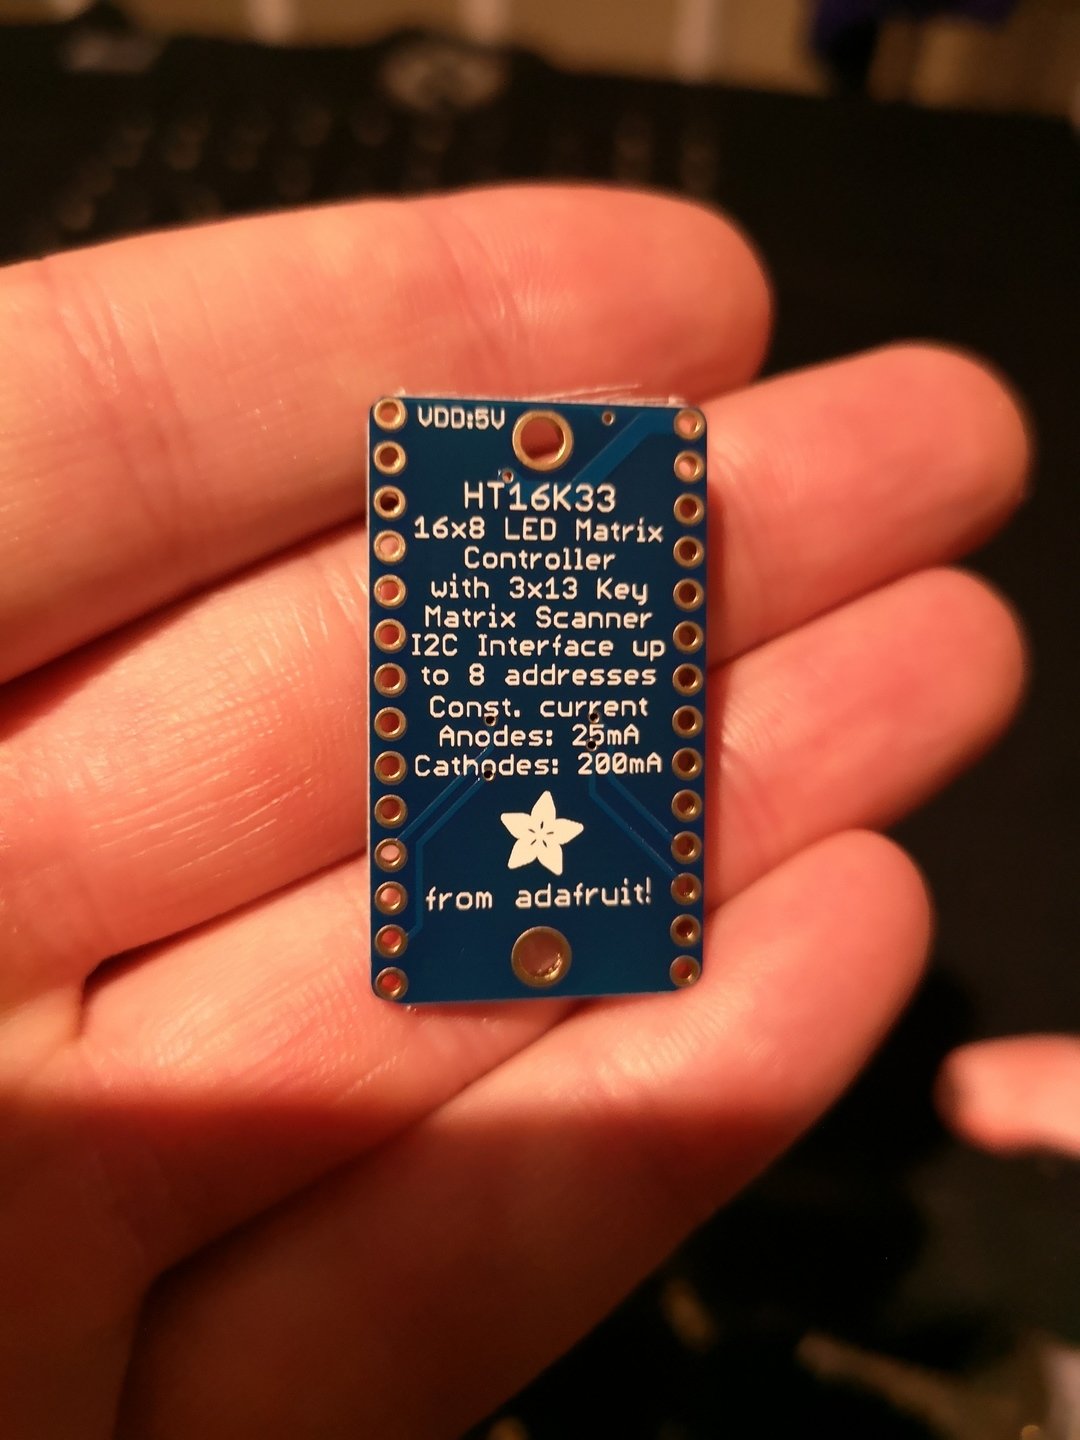 VDD:5V
HT16K33
16x8 LED Matrix
Controller
with 3x13 Key
Matrix Scanner
I2C Interface up
to 8 addresses
Const. current
Anodes: 25mA
Cathodes: 200mA
from adafruit!